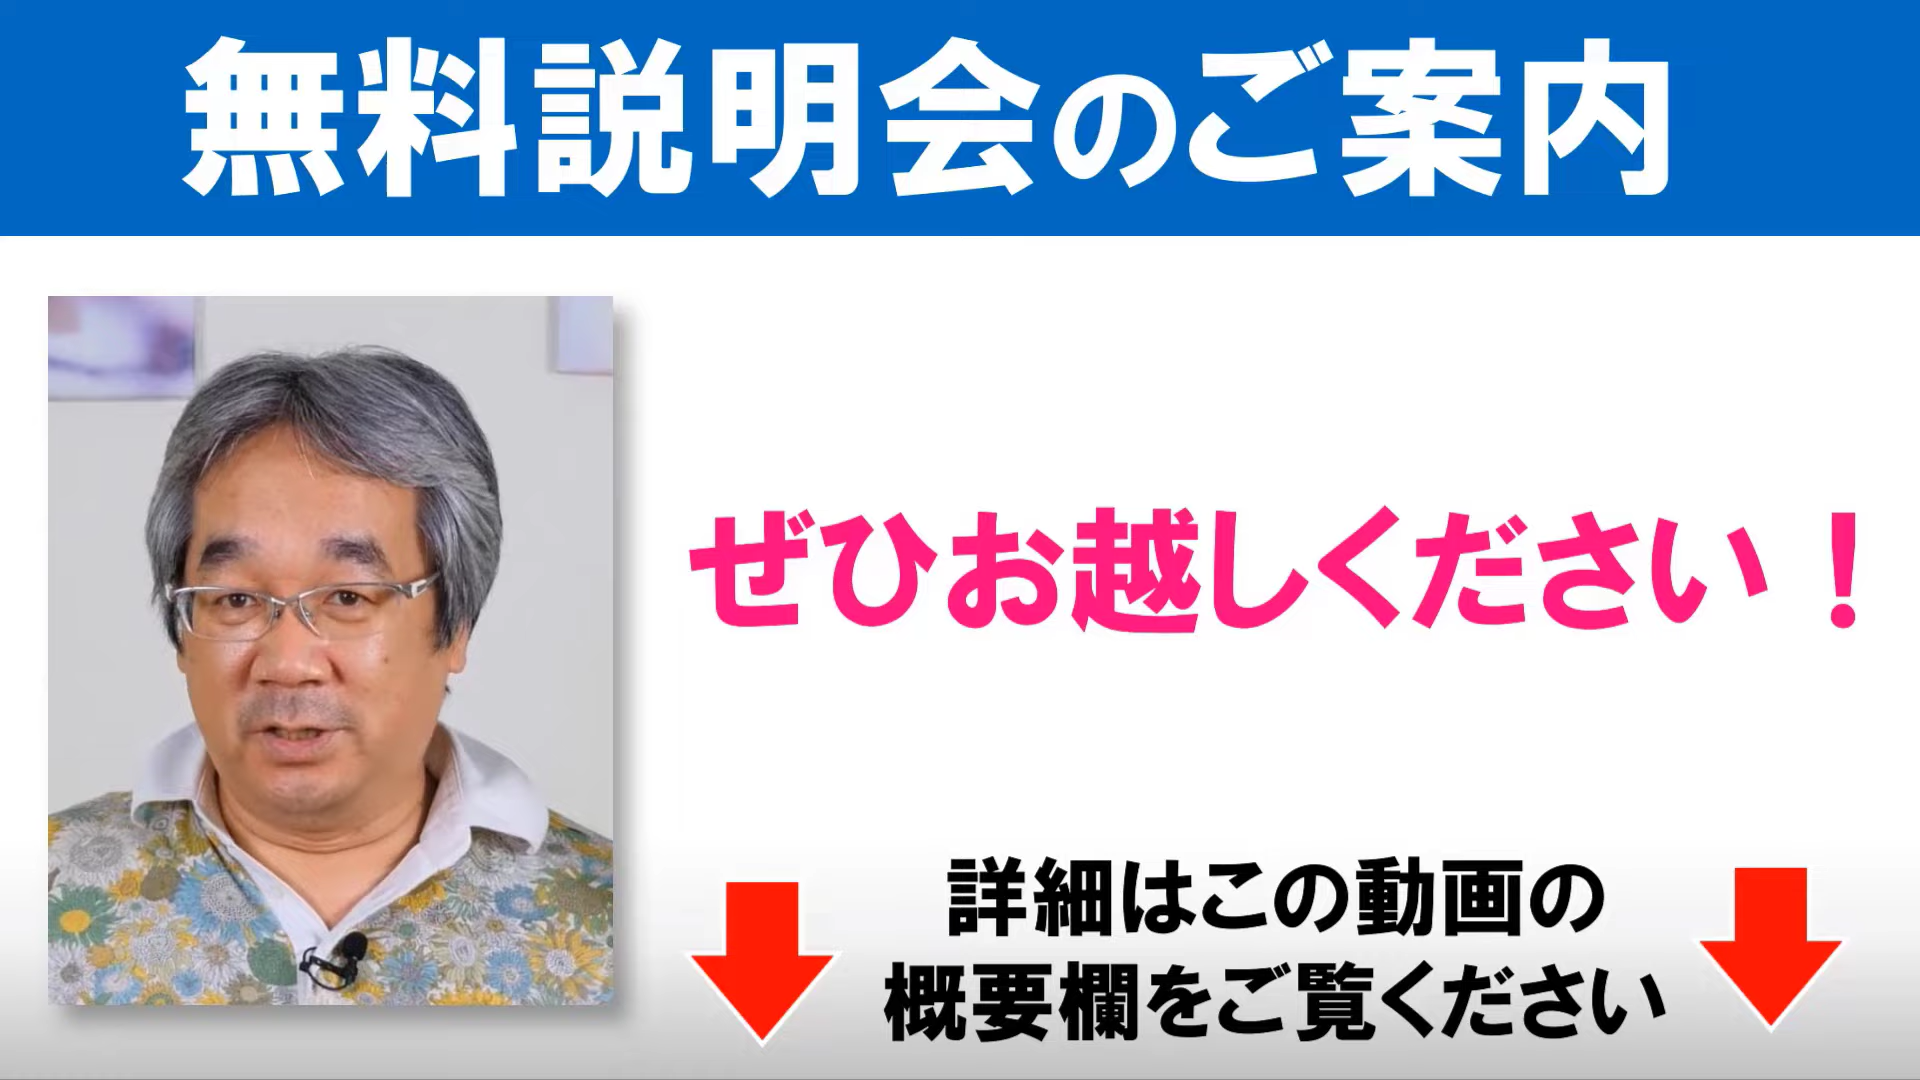 無料説明会のご案内
ぜひお越しください！
詳細はこの動画の
概要欄をご覧ください